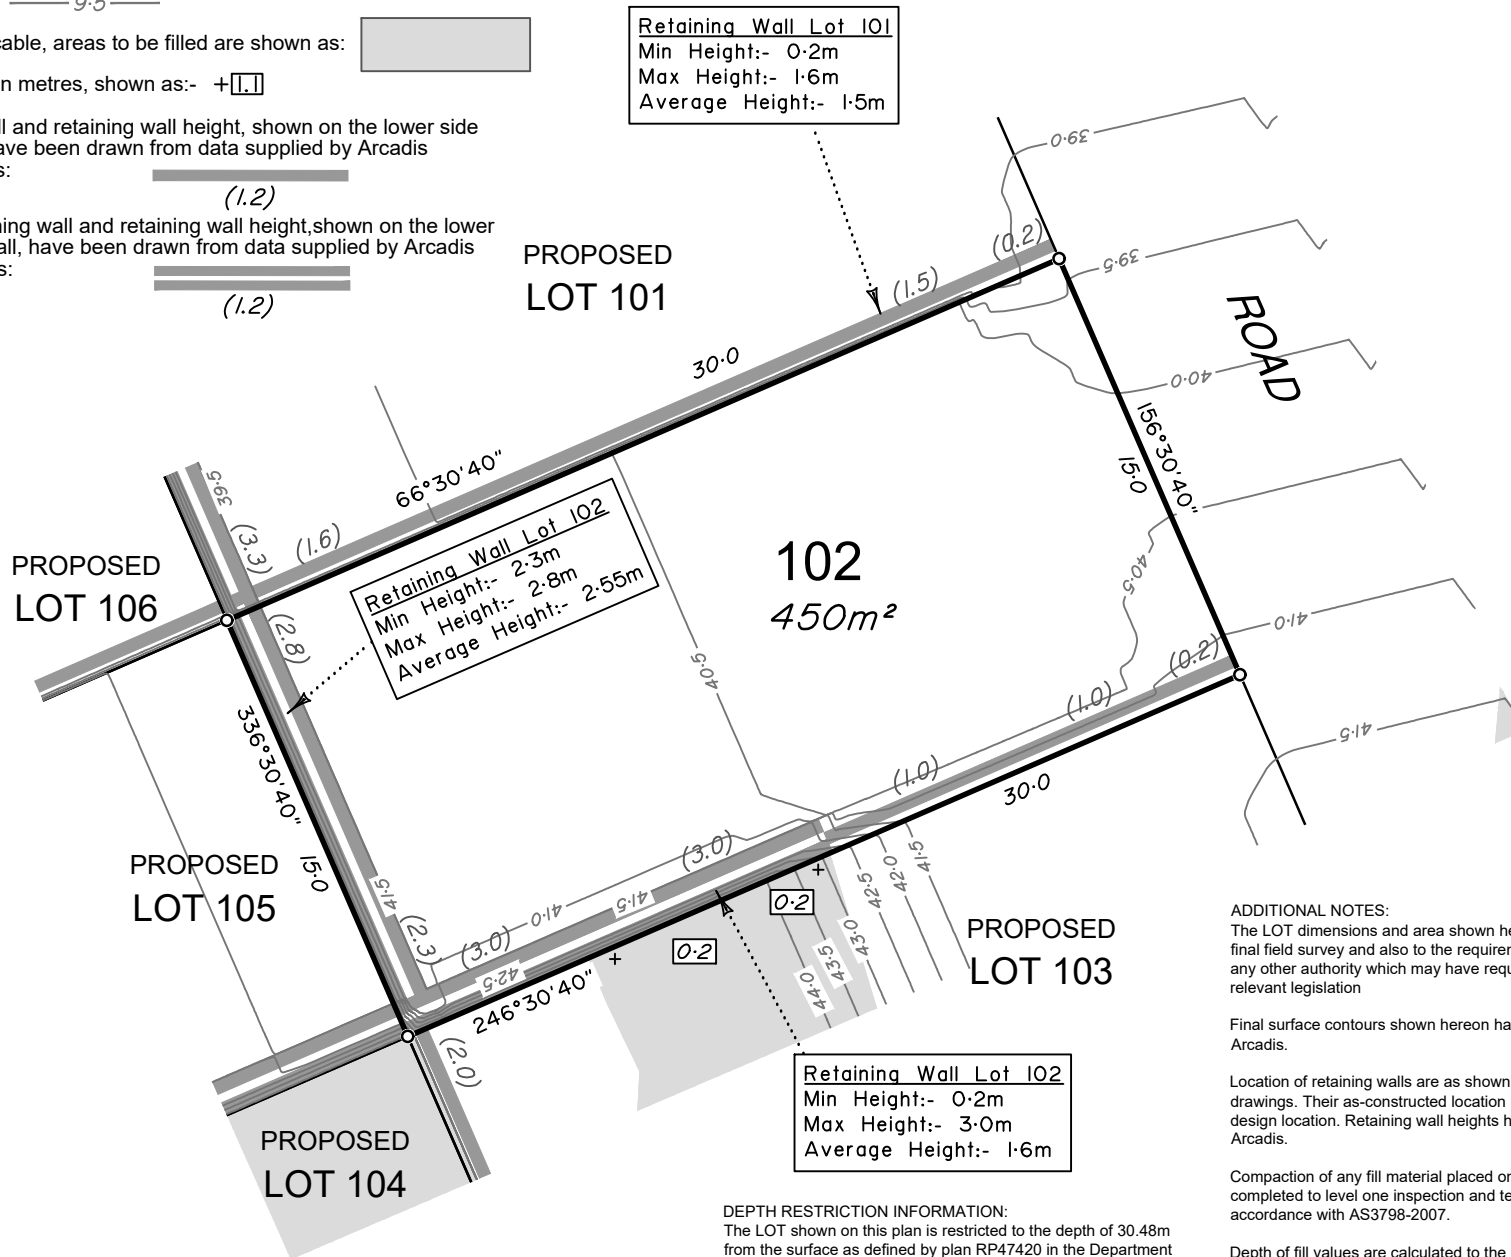 9·5
cable, areas to be filled are shown as:
n metres, shown as:- +1.1
ll and retaining wall height, shown on the lower side
ave been drawn from data supplied by Arcadis
s:
(1.2)
ning wall and retaining wall height,shown on the lower
all, have been drawn from data supplied by Arcadis
s:
(1.2)
Retaining Wall Lot 101
Min Height:- 0·2m
Max Height:- 1·6m
Average Height:- 1·5m
39·0
PROPOSED
LOT 101
(0.2)
39·5
(1.5)
ROAD
30·0
40·0
156°30'40"
15·0
66°30'40"
39·5
(3.3)
(1.6)
Retaining Wall Lot 102
Min Height:- 2·3m
Max Height:- 2·8m
Average Height:- 2·55m
PROPOSED
LOT 106
(2.8)
102
450m²
40·5
40·5
41·0
(0.2)
(1.0)
41·5
336°30'40"
15·0
(1.0)
30·0
(3.0)
PROPOSED
LOT 105
41·5
41·5
41·0
(2.3)
(3.0)
42·5
246°30'40"
0·2
0·2
41·5
42·0
42·5
43·0
43·5
44·0
PROPOSED
LOT 103
(2.0)
PROPOSED
LOT 104
Retaining Wall Lot 102
Min Height:- 0·2m
Max Height:- 3·0m
Average Height:- 1·6m
DEPTH RESTRICTION INFORMATION:
The LOT shown on this plan is restricted to the depth of 30.48m
from the surface as defined by plan RP47420 in the Department
ADDITIONAL NOTES:
The LOT dimensions and area shown he
final field survey and also to the requirer
any other authority which may have requ
relevant legislation
Final surface contours shown hereon ha
Arcadis.
Location of retaining walls are as shown
drawings. Their as-constructed location
design location. Retaining wall heights h
Arcadis.
Compaction of any fill material placed or
completed to level one inspection and te
accordance with AS3798-2007.
Depth of fill values are calculated to the